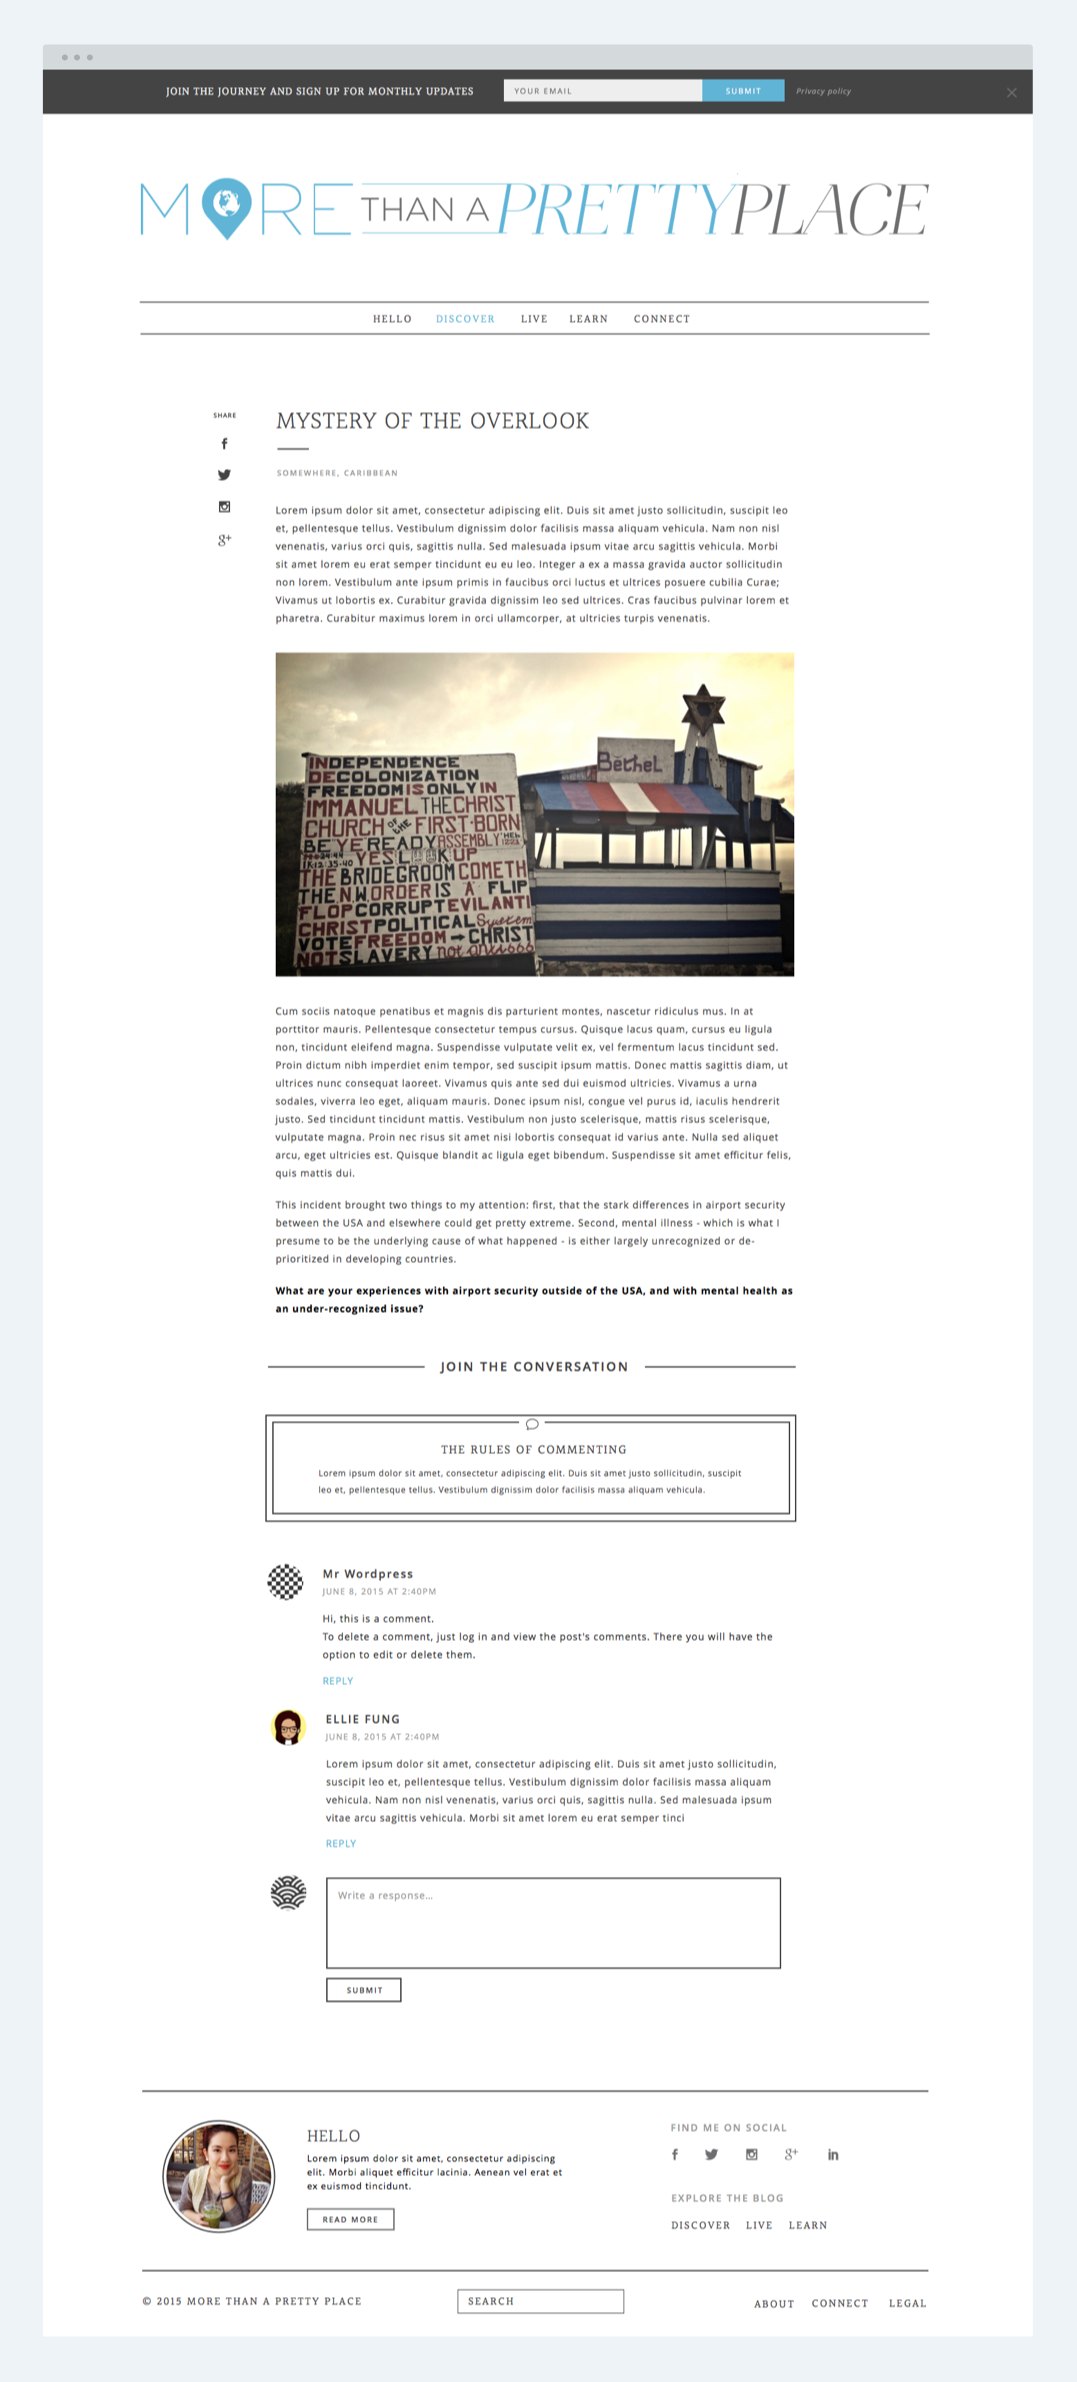 JOIN THE JOURNEY AND SIGN UP FOR MONTHLY UPDATES
YOUR EMAIL
SUBMIT
Privacy policy
MORE THAN A PRETTYPLACE
HELLO DISCOVER LIVE LEARN CONNECT
SHARE
MYSTERY OF THE OVERLOOK
SOMEWHERE, CARIBBEAN
Lorem ipsum dolor sit amet, consectetur adipiscing elit. Duis sit amet justo sollicitudin, suscipit leo
et, pellentesque tellus. Vestibulum dignissim dolor facilisis massa aliquam vehicula. Nam non nisl
venenatis, varius orci quis, sagittis nulla. Sed malesuada ipsum vitae arcu sagittis vehicula. Morbi
sit amet lorem eu erat semper tincidunt eu eu leo. Integer a ex a massa gravida auctor sollicitudin
non lorem. Vestibulum ante ipsum primis in faucibus orci luctus et ultrices posuere cubilia Curae;
Vivamus ut lobortis ex. Curabitur gravida dignissim leo sed ultrices. Cras faucibus pulvinar lorem et
pharetra. Curabitur maximus lorem in orci ullamcorper, at ultricies turpis venenatis.
Bethel
INDEPENDENCE
DECOLONIZATION
FREEDOM IS ONLY IN
IMMANUEL THE CHRIST
CHURCH OF THE FIRST-BORN
BE YE READY ASSEMBLY HEB
YES LOOK UP
THE BRIDEGROOM COMETH
THE N.W. ORDER IS A FLIP
FLOP CORRUPT EVIL ANTI
CHRIST POLITICAL System
VOTE FREEDOM → CHRIST
NOT SLAVERY not anti 666
Cum sociis natoque penatibus et magnis dis parturient montes, nascetur ridiculus mus. In at
porttitor mauris. Pellentesque consectetur tempus cursus. Quisque lacus quam, cursus eu ligula
non, tincidunt eleifend magna. Suspendisse vulputate velit ex, vel fermentum lacus tincidunt sed.
Proin dictum nibh imperdiet enim tempor, sed suscipit ipsum mattis. Donec mattis sagittis diam, ut
ultrices nunc consequat laoreet. Vivamus quis ante sed dui euismod ultricies. Vivamus a urna
sodales, viverra leo eget, aliquam mauris. Donec ipsum nisl, congue vel purus id, iaculis hendrerit
justo. Sed tincidunt tincidunt mattis. Vestibulum non justo scelerisque, mattis risus scelerisque,
vulputate magna. Proin nec risus sit amet nisi lobortis consequat id varius ante. Nulla sed aliquet
arcu, eget ultricies est. Quisque blandit ac ligula eget bibendum. Suspendisse sit amet efficitur felis,
quis mattis dui.
This incident brought two things to my attention: first, that the stark differences in airport security
between the USA and elsewhere could get pretty extreme. Second, mental illness - which is what I
presume to be the underlying cause of what happened - is either largely unrecognized or de-
prioritized in developing countries.
What are your experiences with airport security outside of the USA, and with mental health as
an under-recognized issue?
JOIN THE CONVERSATION
THE RULES OF COMMENTING
Lorem ipsum dolor sit amet, consectetur adipiscing elit. Duis sit amet justo sollicitudin, suscipit
leo et, pellentesque tellus. Vestibulum dignissim dolor facilisis massa aliquam vehicula.
Mr Wordpress
JUNE 8, 2015 AT 2:40PM
Hi, this is a comment.
To delete a comment, just log in and view the post's comments. There you will have the
option to edit or delete them.
REPLY
ELLIE FUNG
JUNE 8, 2015 AT 2:40PM
Lorem ipsum dolor sit amet, consectetur adipiscing elit. Duis sit amet justo sollicitudin,
suscipit leo et, pellentesque tellus. Vestibulum dignissim dolor facilisis massa aliquam
vehicula. Nam non nisl venenatis, varius orci quis, sagittis nulla. Sed malesuada ipsum
vitae arcu sagittis vehicula. Morbi sit amet lorem eu erat semper tinci
REPLY
Write a response...
SUBMIT
HELLO
Lorem ipsum dolor sit amet, consectetur adipiscing
elit. Morbi aliquet efficitur lacinia. Aenean vel erat et
ex euismod tincidunt.
READ MORE
FIND ME ON SOCIAL
EXPLORE THE BLOG
DISCOVER LIVE LEARN
© 2015 MORE THAN A PRETTY PLACE
SEARCH
ABOUT CONNECT LEGAL